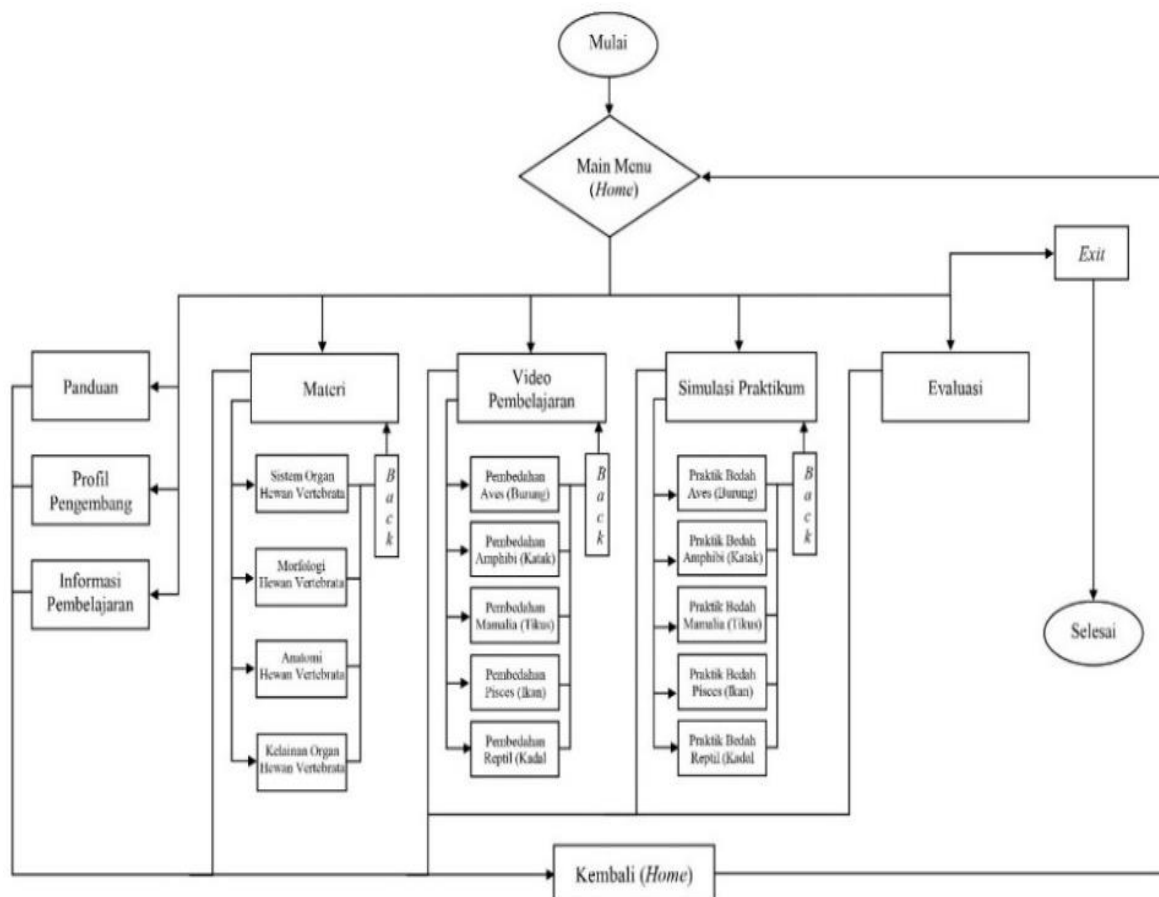 Mulai
Main Menu
(Home)
Exit
Panduan
Profil
Pengembang
Informasi
Pembelajaran
Materi
Sistem Organ
Hewan Vertebrata
Morfologi
Hewan Vertebrata
Anatomi
Hewan Vertebrata
Kelainan Organ
Hewan Vertebrata
Back
Video
Pembelajaran
Pembedahan
Aves (Burung)
Pembedahan
Amphibi (Katak)
Pembedahan
Mamalia (Tikus)
Pembedahan
Pisces (Ikan)
Pembedahan
Reptil (Kadal
Back
Simulasi Praktikum
Praktik Bedah
Aves (Burung)
Praktik Bedah
Amphibi (Katak)
Praktik Bedah
Mamalia (Tikus)
Praktik Bedah
Pisces (Ikan)
Praktik Bedah
Reptil (Kadal
Back
Evaluasi
Selesai
Kembali (Home)